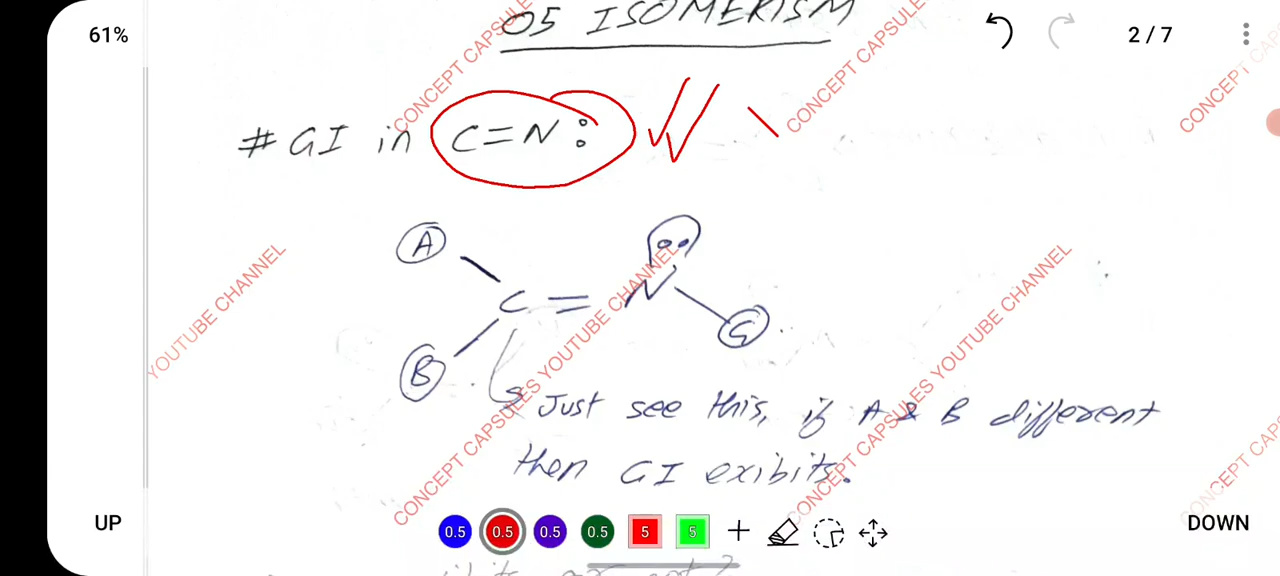 61%
05 ISOMERISM
2 / 7
# GI in C=N:
A
C = N
G
B
Just see this, if A & B different
then GI exibits.
CONCEPT CAPSULES YOUTUBE CHANNEL
UP
0.5 0.5 0.5 0.5 5 5 +
DOWN